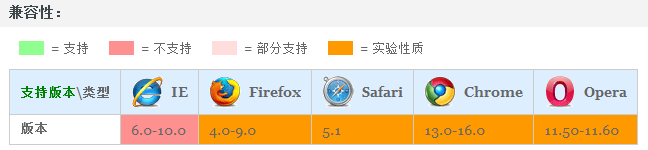 兼容性：
= 支持 = 不支持 = 部分支持 = 实验性质
支持版本\类型 IE Firefox Safari Chrome Opera
版本 6.0-10.0 4.0-9.0 5.1 13.0-16.0 11.50-11.60